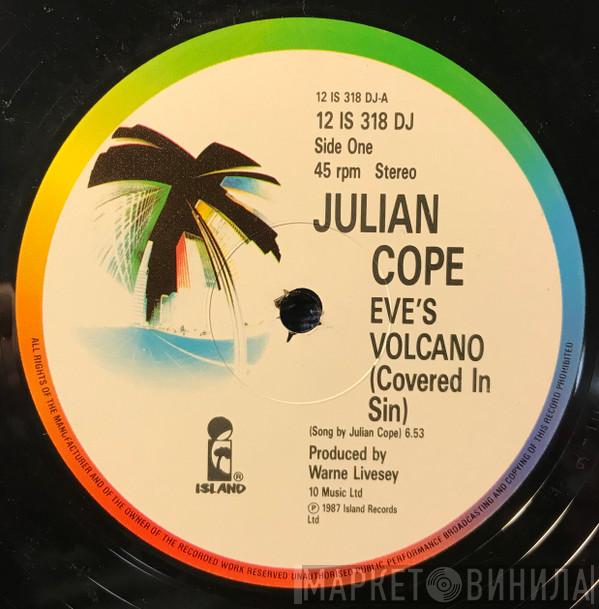 12 IS 318 DJ-A
12 IS 318 DJ
Side One
45 rpm Stereo
JULIAN
COPE
EVE'S
VOLCANO
(Covered In
Sin)
(Song by Julian Cope) 6.53
Produced by
Warne Livesey
10 Music Ltd
℗ 1987 Island Records
Ltd
®
ISLAND
ALL RIGHTS OF THE MANUFACTURER AND OF THE OWNER OF THE RECORDED WORK RESERVED UNAUTHORISED PUBLIC PERFORMANCE BROADCASTING AND COPYING OF THIS RECORD PROHIBITED
МАРКЕТ ВИНИЛА